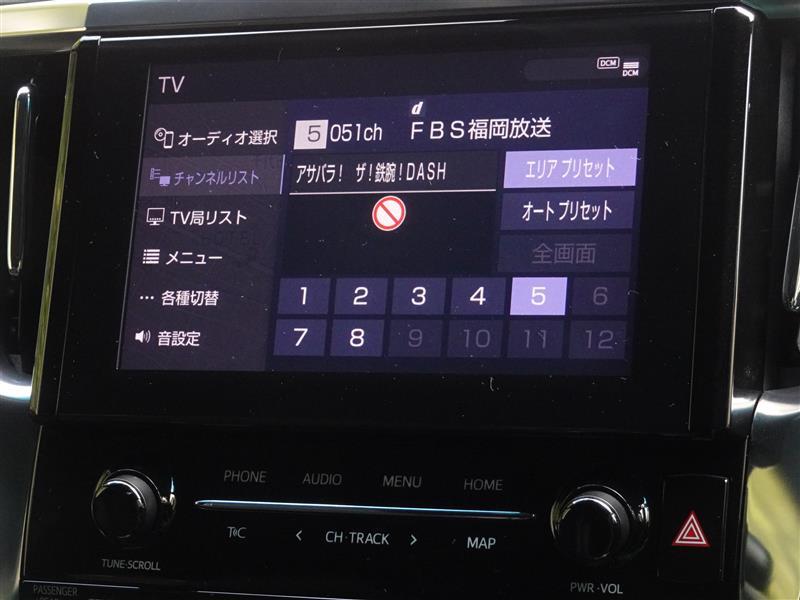 DCM
DCM
TV
d
オーディオ選択
5 051ch FBS福岡放送
チャンネルリスト
アサバラ! ザ!鉄腕!DASH
エリア プリセット
TV局リスト
オート プリセット
メニュー
全画面
各種切替
1 2 3 4 5 6
音設定
7 8 9 10 11 12
PHONE AUDIO MENU HOME
T CH·TRACK MAP
TUNE·SCROLL
PWR·VOL
PASSENGER